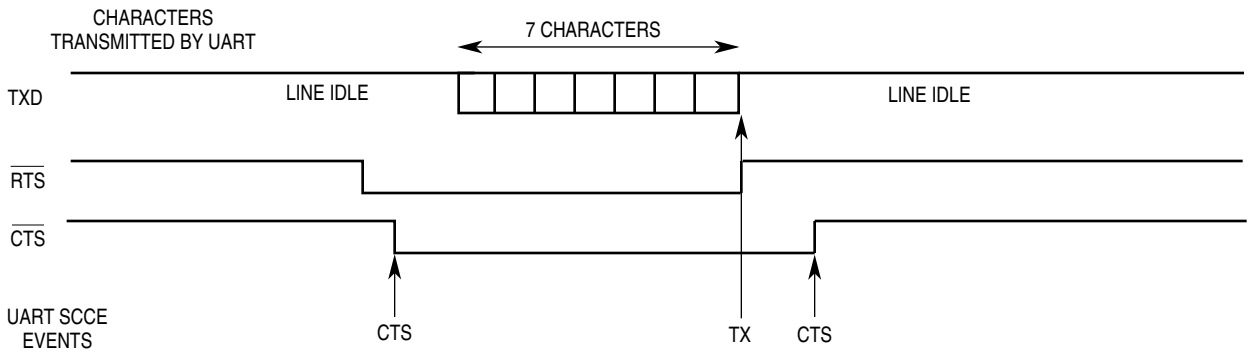 CHARACTERS
TRANSMITTED BY UART
7 CHARACTERS
TXD
LINE IDLE
LINE IDLE
RTS
CTS
UART SCCE
EVENTS
CTS
TX
CTS